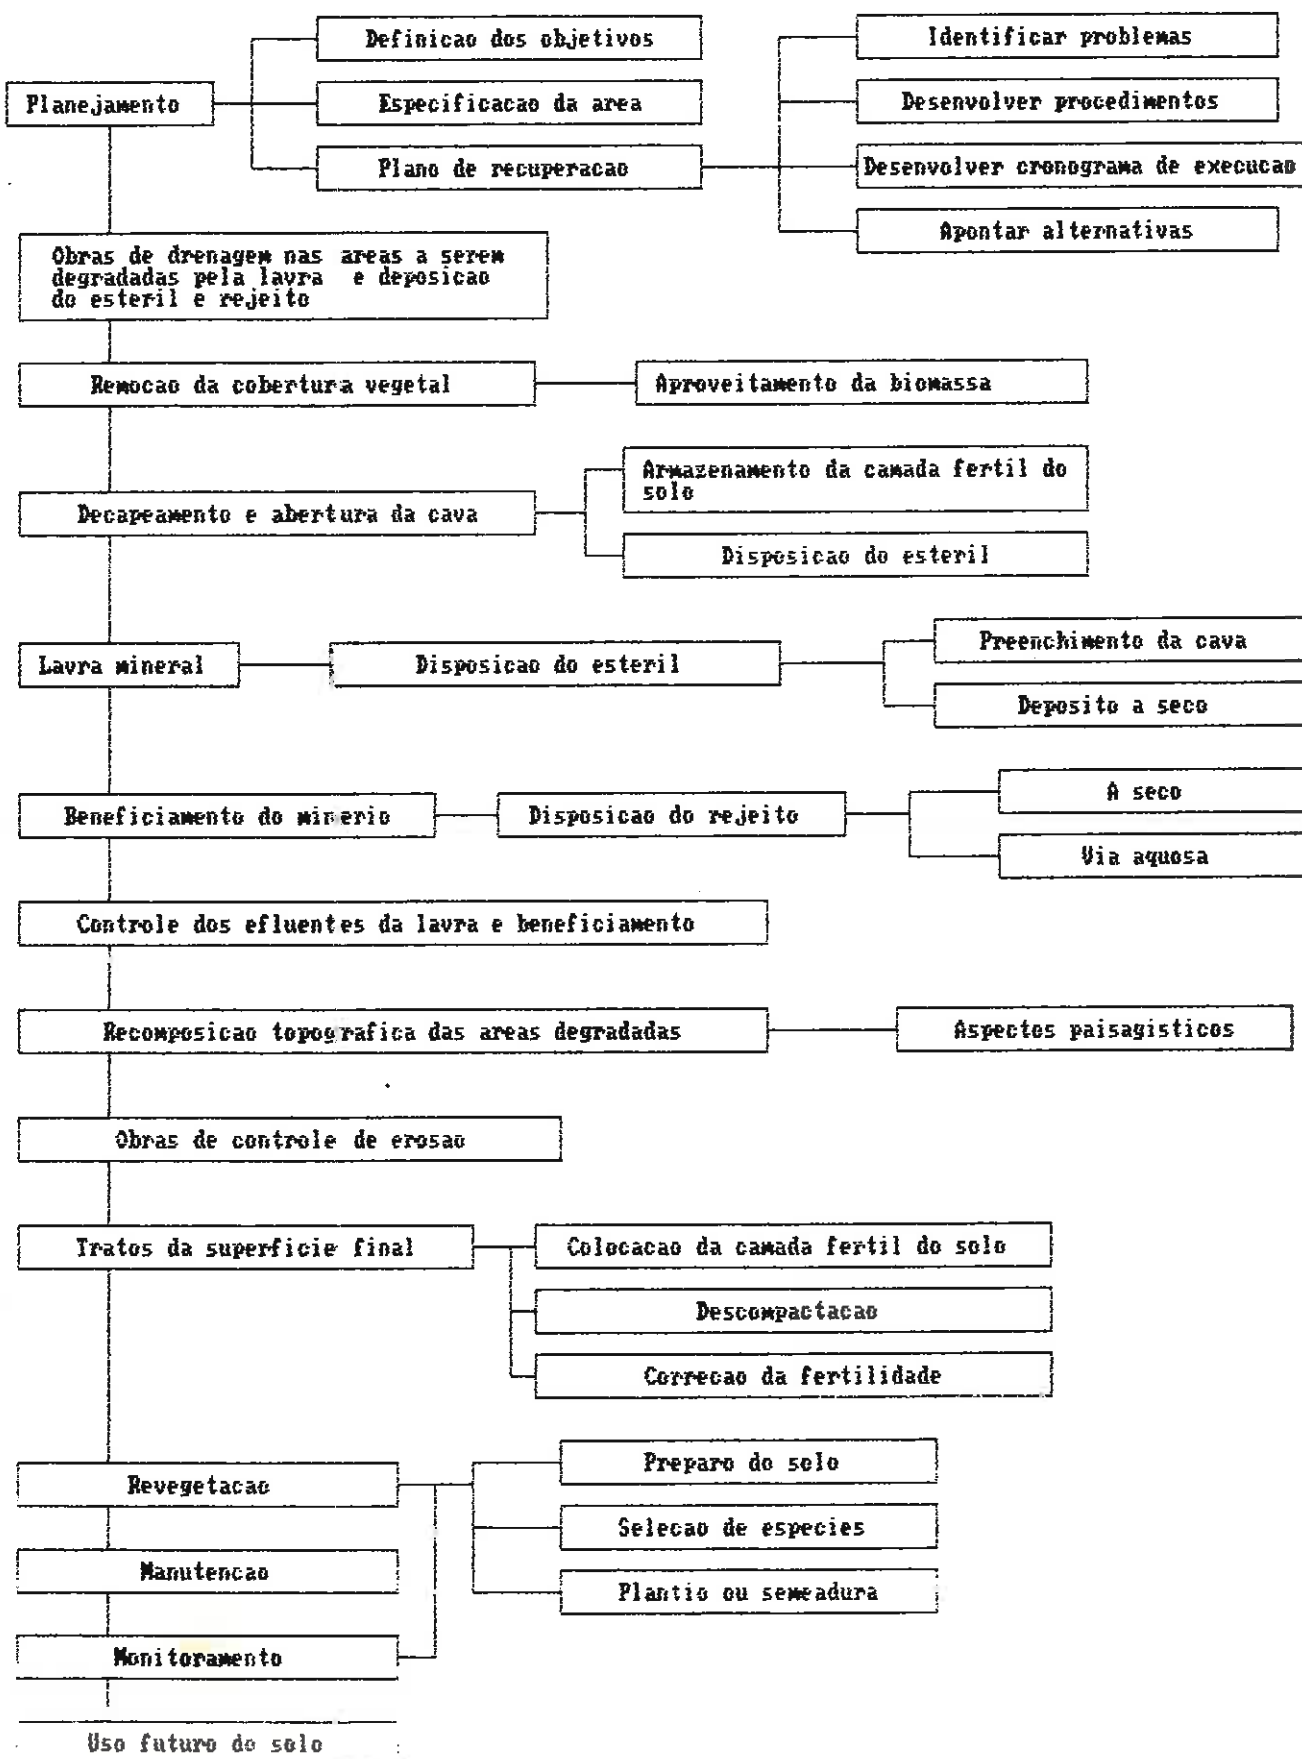 Definicao dos objetivos
Identificar problemas
Planejamento
Especificacao da area
Desenvolver procedimentos
Plano de recuperacao
Desenvolver cronograma de execucao
Apontar alternativas
Obras de drenagem nas areas a serem
degradadas pela lavra e deposicao
do esteril e rejeito
Remocao da cobertura vegetal
Aproveitamento da biomassa
Decapeamento e abertura da cava
Armazenamento da camada fertil do
solo
Disposicao do esteril
Lavra mineral
Disposicao do esteril
Preenchimento da cava
Deposito a seco
Beneficiamento do minerio
Disposicao do rejeito
A seco
Via aquosa
Controle dos efluentes da lavra e beneficiamento
Recomposicao topografica das areas degradadas
Aspectos paisagisticos
Obras de controle de erosao
Tratos da superficie final
Colocacao da camada fertil do solo
Descompactacao
Correcao da fertilidade
Revegetacao
Preparo do solo
Selecao de especies
Manutencao
Plantio ou semeadura
Monitoramento
Uso futuro do solo